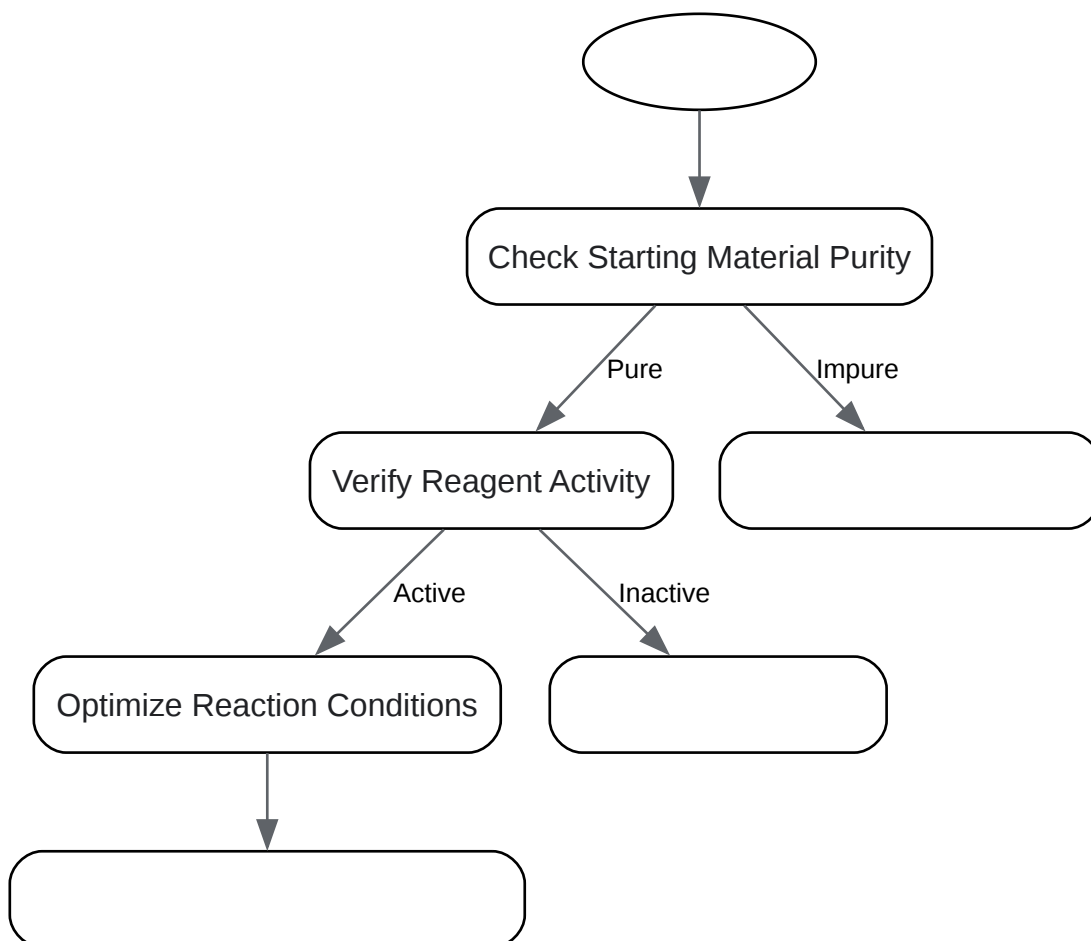 Check Starting Material Purity
Pure
Impure
Verify Reagent Activity
Active
Inactive
Optimize Reaction Conditions